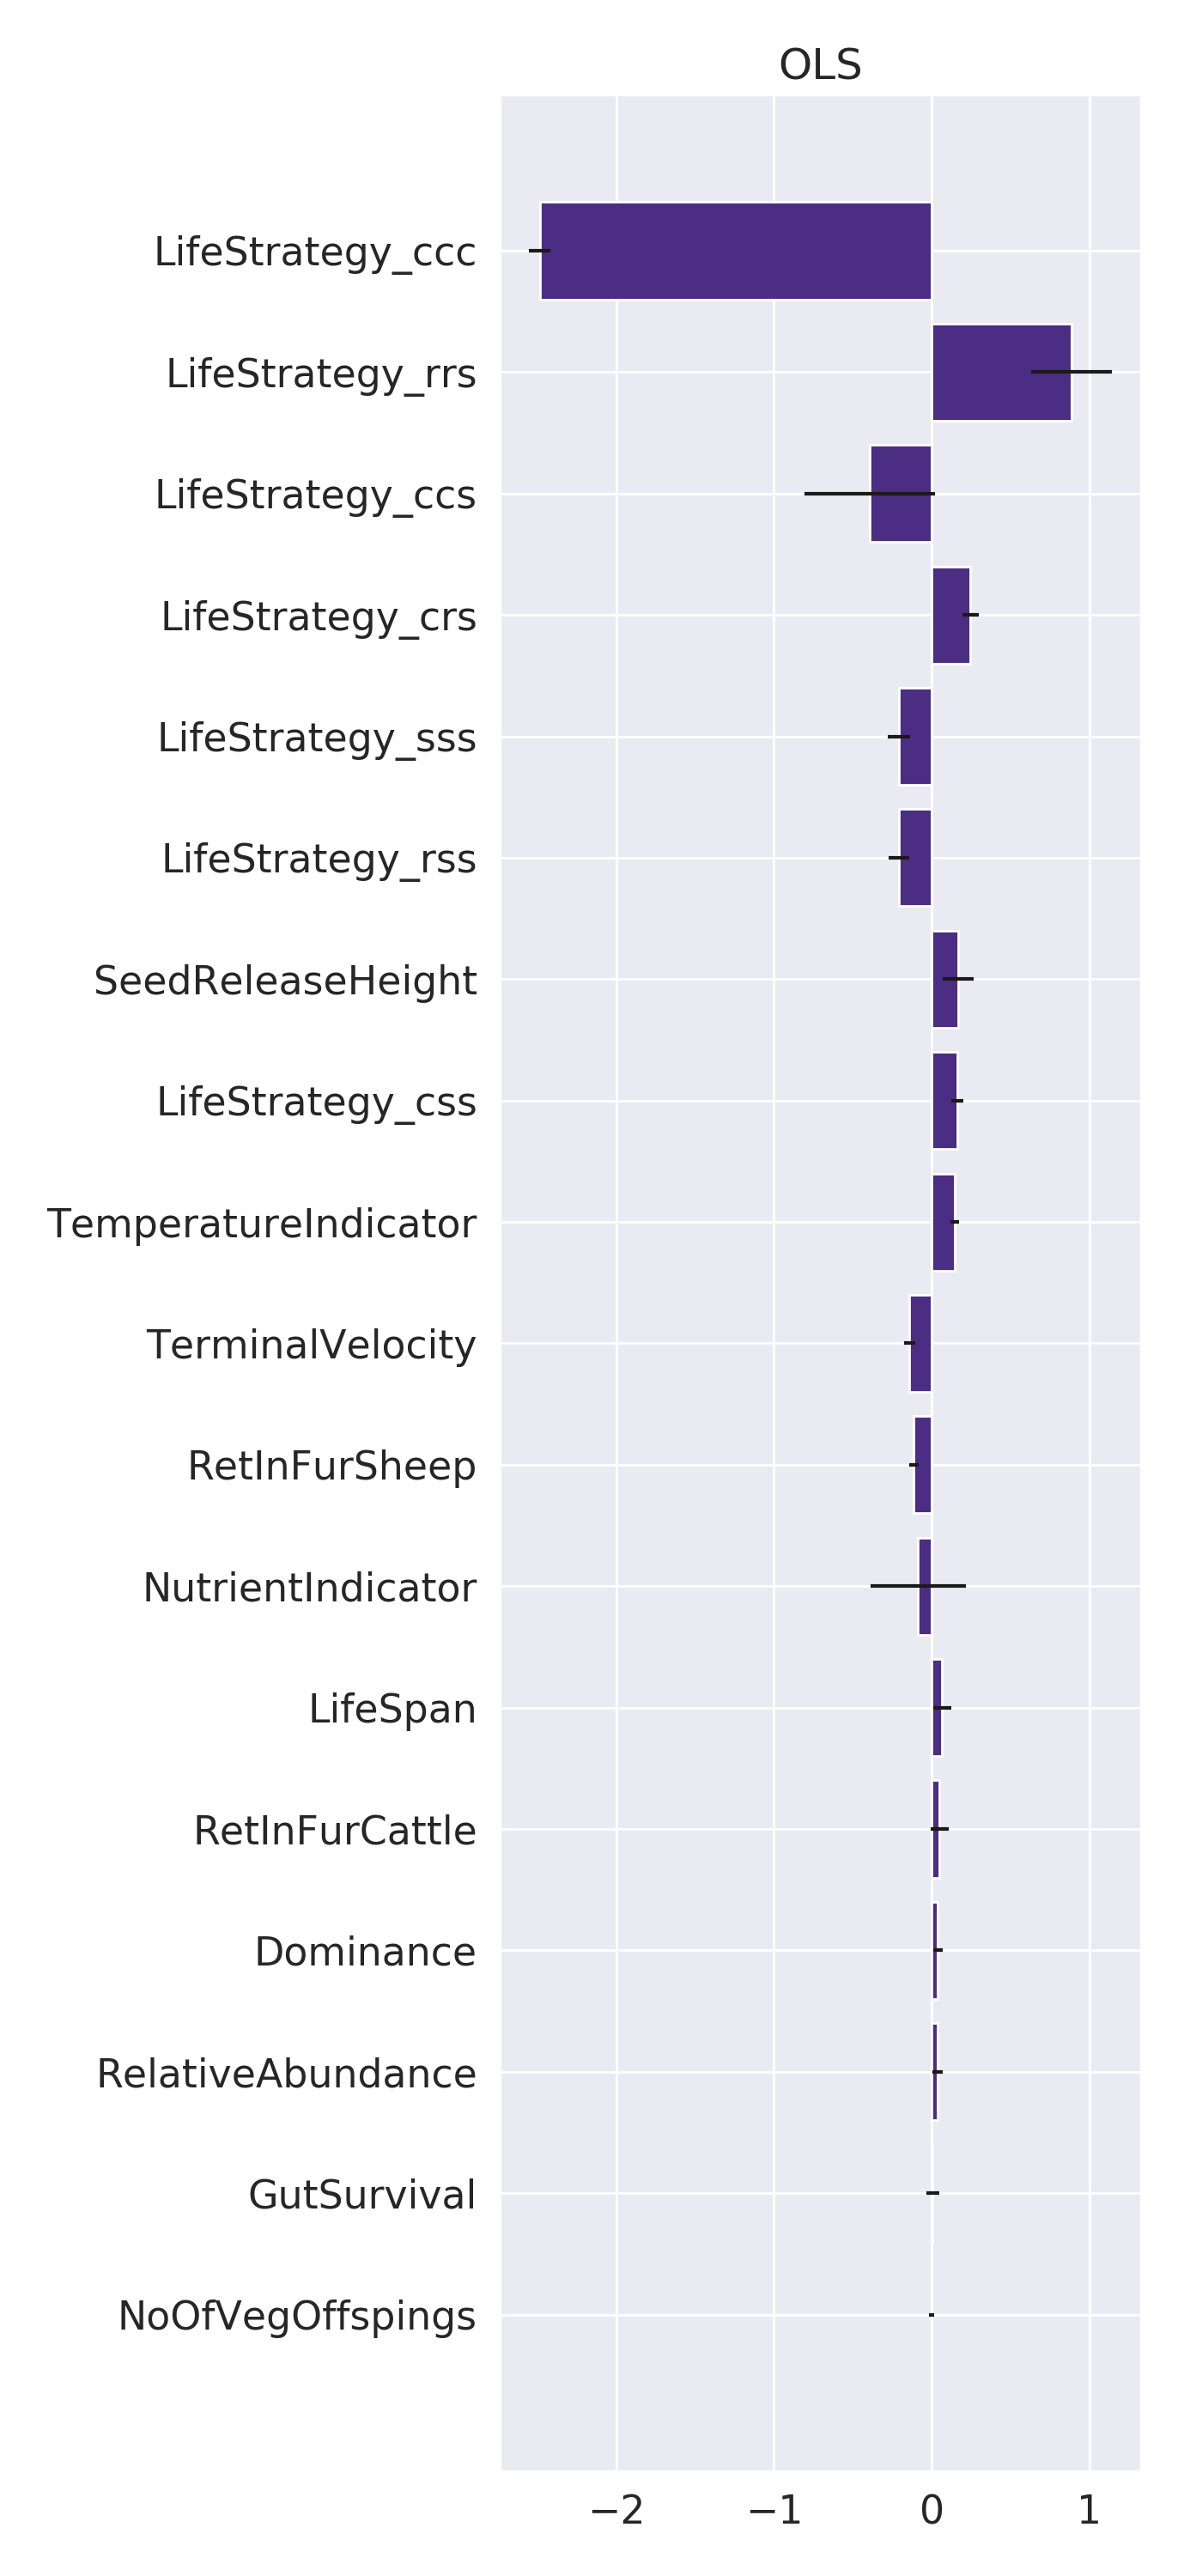 OLS
LifeStrategy_ccc
LifeStrategy_rrs
LifeStrategy_ccs
LifeStrategy_crs
LifeStrategy_sss
LifeStrategy_rss
SeedReleaseHeight
LifeStrategy_css
TemperatureIndicator
TerminalVelocity
RetInFurSheep
NutrientIndicator
LifeSpan
RetInFurCattle
Dominance
RelativeAbundance
GutSurvival
NoOfVegOffspings
−2 −1 0 1